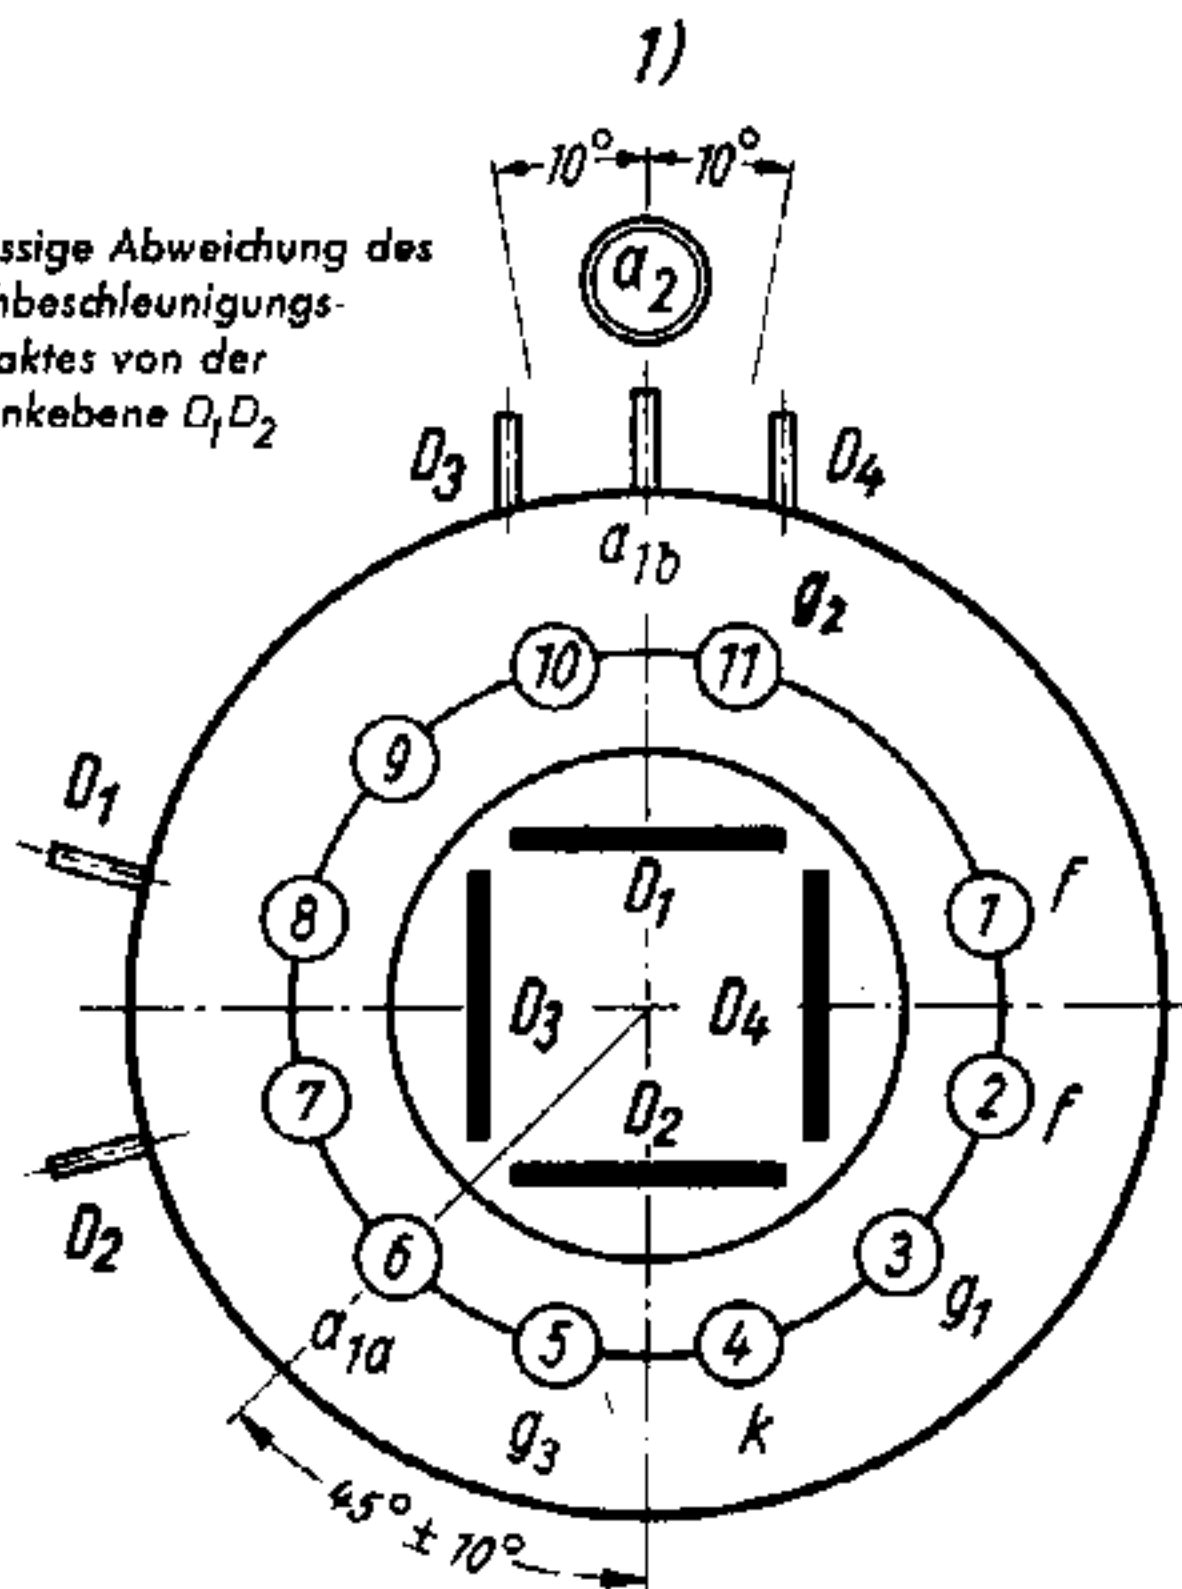 1)
10° 10°
ssige Abweichung des
hbeschleunigungs-
aktes von der
nkebene D1D2
a2
D3 D4
a1b
g2
10 11
9
D1
8 1 f
D1
D3 D4
D2
7 2 f
D2
6 3
a1a g1
5 4
g3 k
45° ± 10°